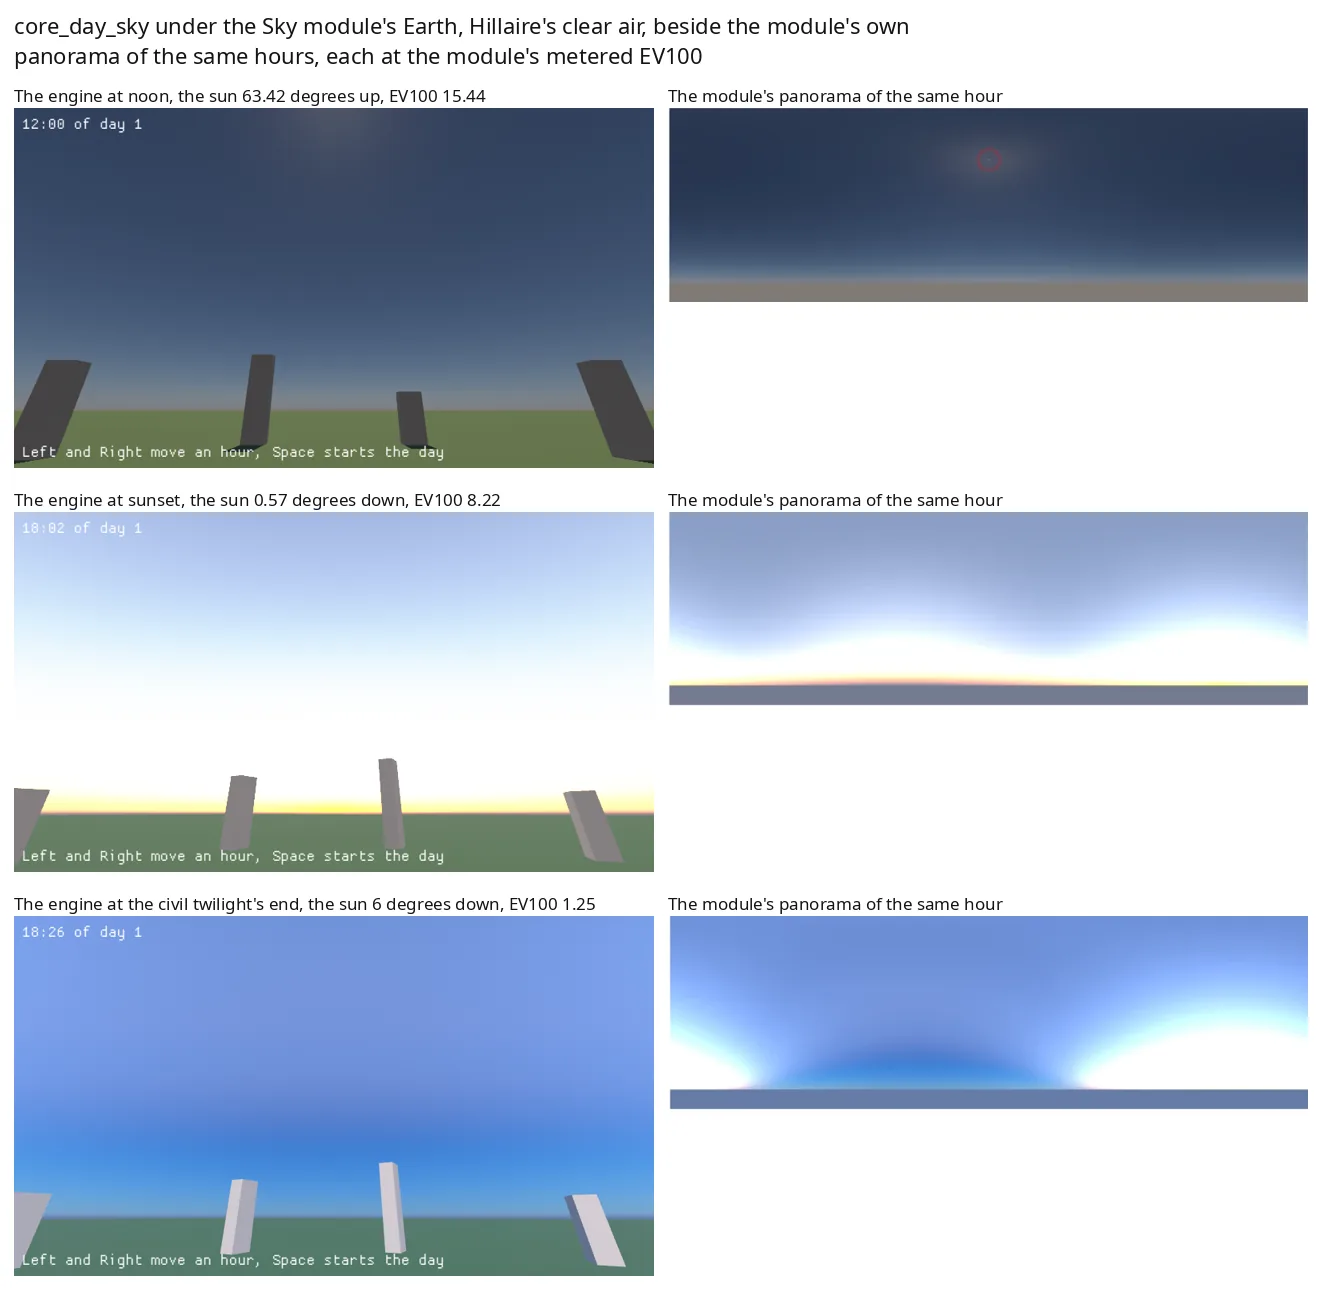 core_day_sky under the Sky module's Earth, Hillaire's clear air, beside the module's own
panorama of the same hours, each at the module's metered EV100
The engine at noon, the sun 63.42 degrees up, EV100 15.44
The module's panorama of the same hour
12:00 of day 1
Left and Right move an hour, Space starts the day
The engine at sunset, the sun 0.57 degrees down, EV100 8.22
The module's panorama of the same hour
18:02 of day 1
Left and Right move an hour, Space starts the day
The engine at the civil twilight's end, the sun 6 degrees down, EV100 1.25
The module's panorama of the same hour
18:26 of day 1
Left and Right move an hour, Space starts the day